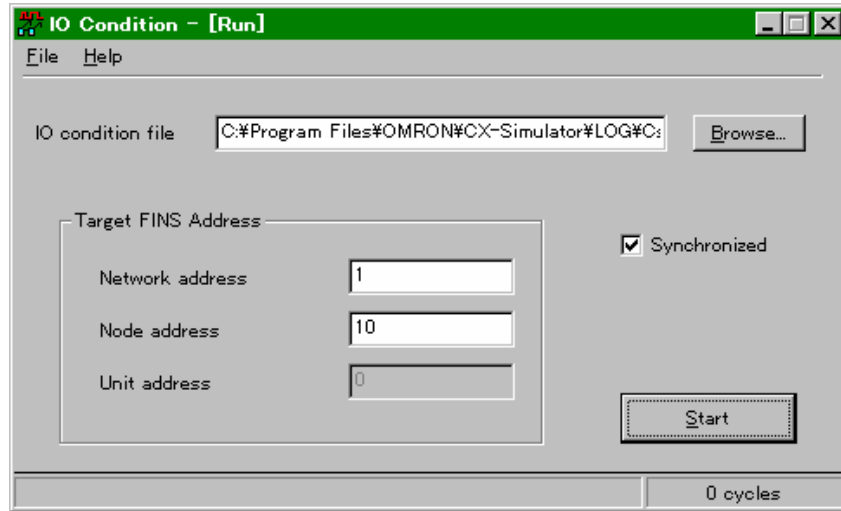 IO Condition - [Run]
File Help
IO condition file C:¥Program Files¥OMRON¥CX-Simulator¥LOG¥Cs Browse...
Target FINS Address
Synchronized
Network address 1
Node address 10
Unit address 0
Start
0 cycles